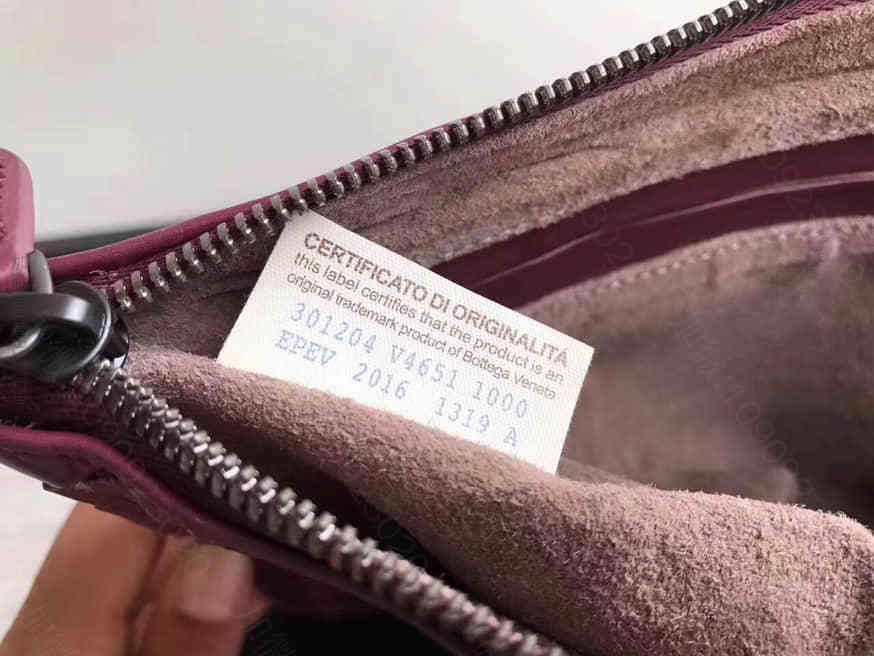 CERTIFICATO DI ORIGINALITÀ
this label certifies that the product is an
original trademark product of Bottega Veneta
301204 V4651 1000
EPEV 2016 1319 A